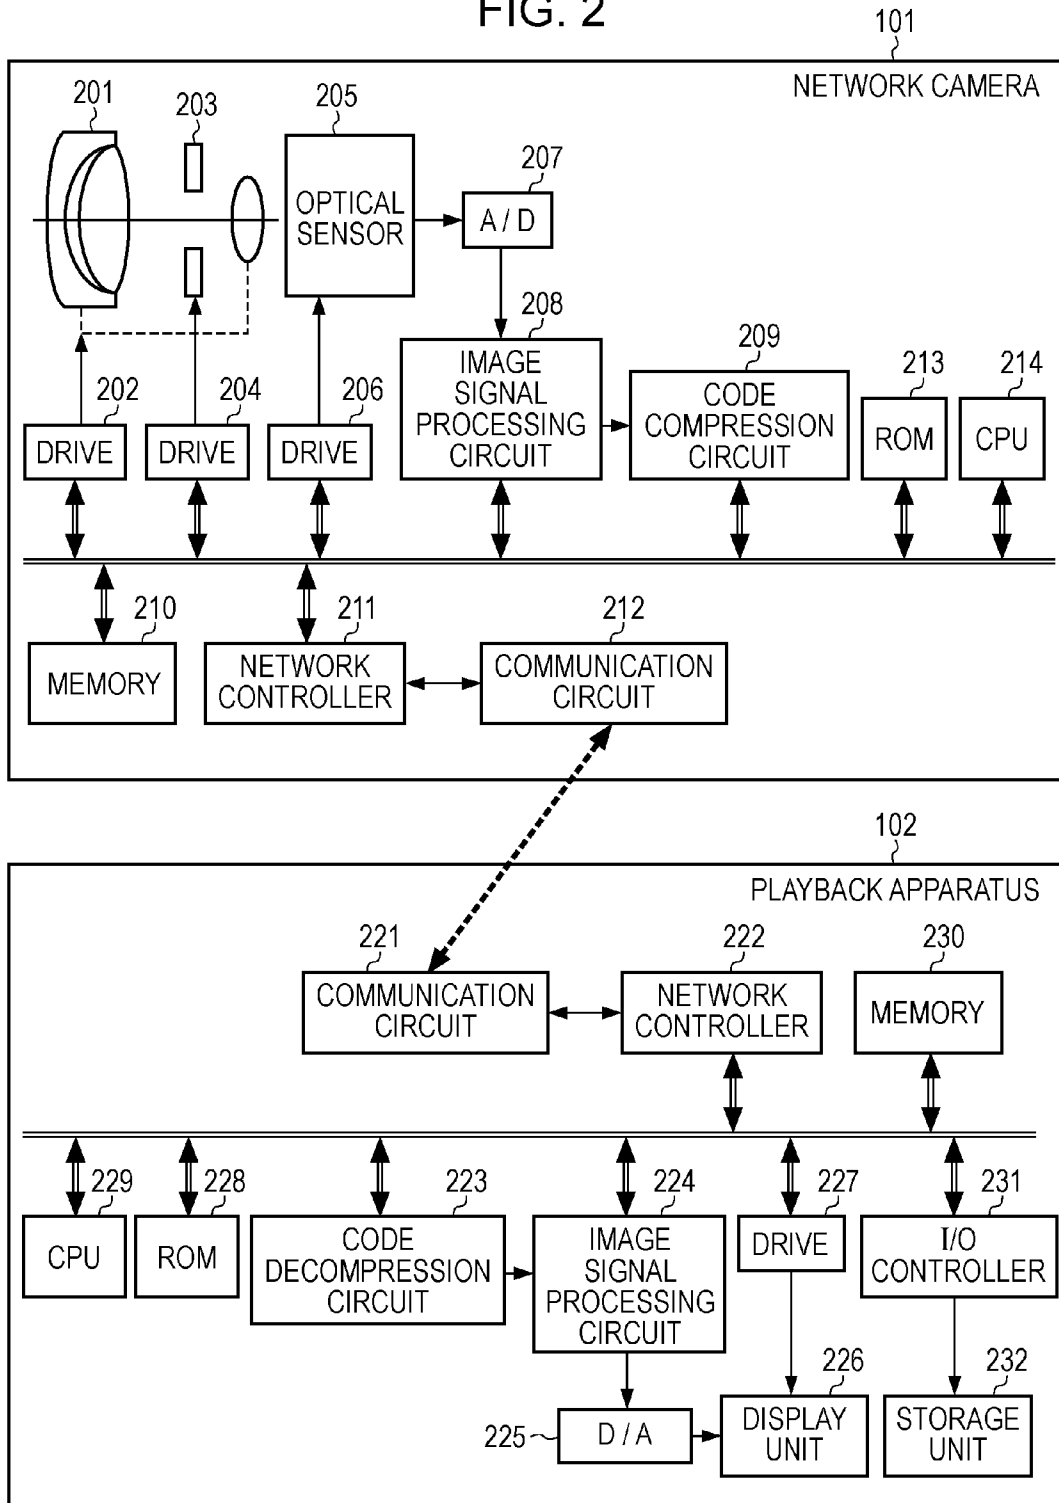 FIG. 2
101
NETWORK CAMERA
201
203
205
207
OPTICAL
SENSOR
A / D
208
209
213
214
IMAGE
SIGNAL
PROCESSING
CIRCUIT
CODE
COMPRESSION
CIRCUIT
ROM
CPU
202
204
206
DRIVE
DRIVE
DRIVE
210
211
212
MEMORY
NETWORK
CONTROLLER
COMMUNICATION
CIRCUIT
102
PLAYBACK APPARATUS
221
222
230
COMMUNICATION
CIRCUIT
NETWORK
CONTROLLER
MEMORY
229
228
223
224
227
231
CPU
ROM
CODE
DECOMPRESSION
CIRCUIT
IMAGE
SIGNAL
PROCESSING
CIRCUIT
DRIVE
I/O
CONTROLLER
226
232
225
D / A
DISPLAY
UNIT
STORAGE
UNIT